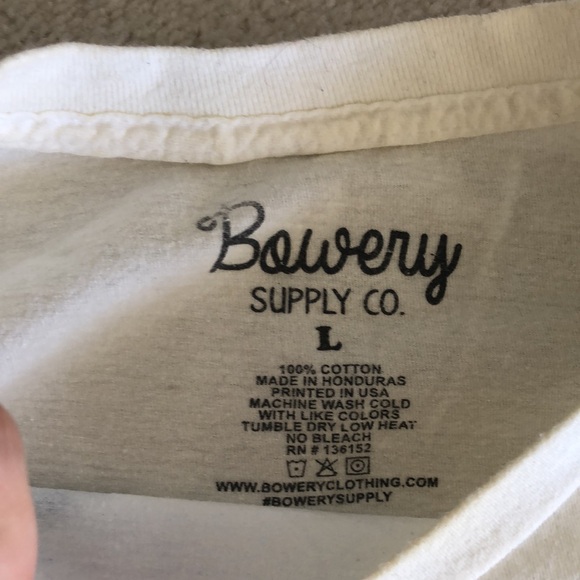 Bowery
SUPPLY CO.
L
100% COTTON
MADE IN HONDURAS
PRINTED IN USA
MACHINE WASH COLD
WITH LIKE COLORS
TUMBLE DRY LOW HEAT
NO BLEACH
RN # 136152
WWW.BOWERYCLOTHING.COM
#BOWERYSUPPLY